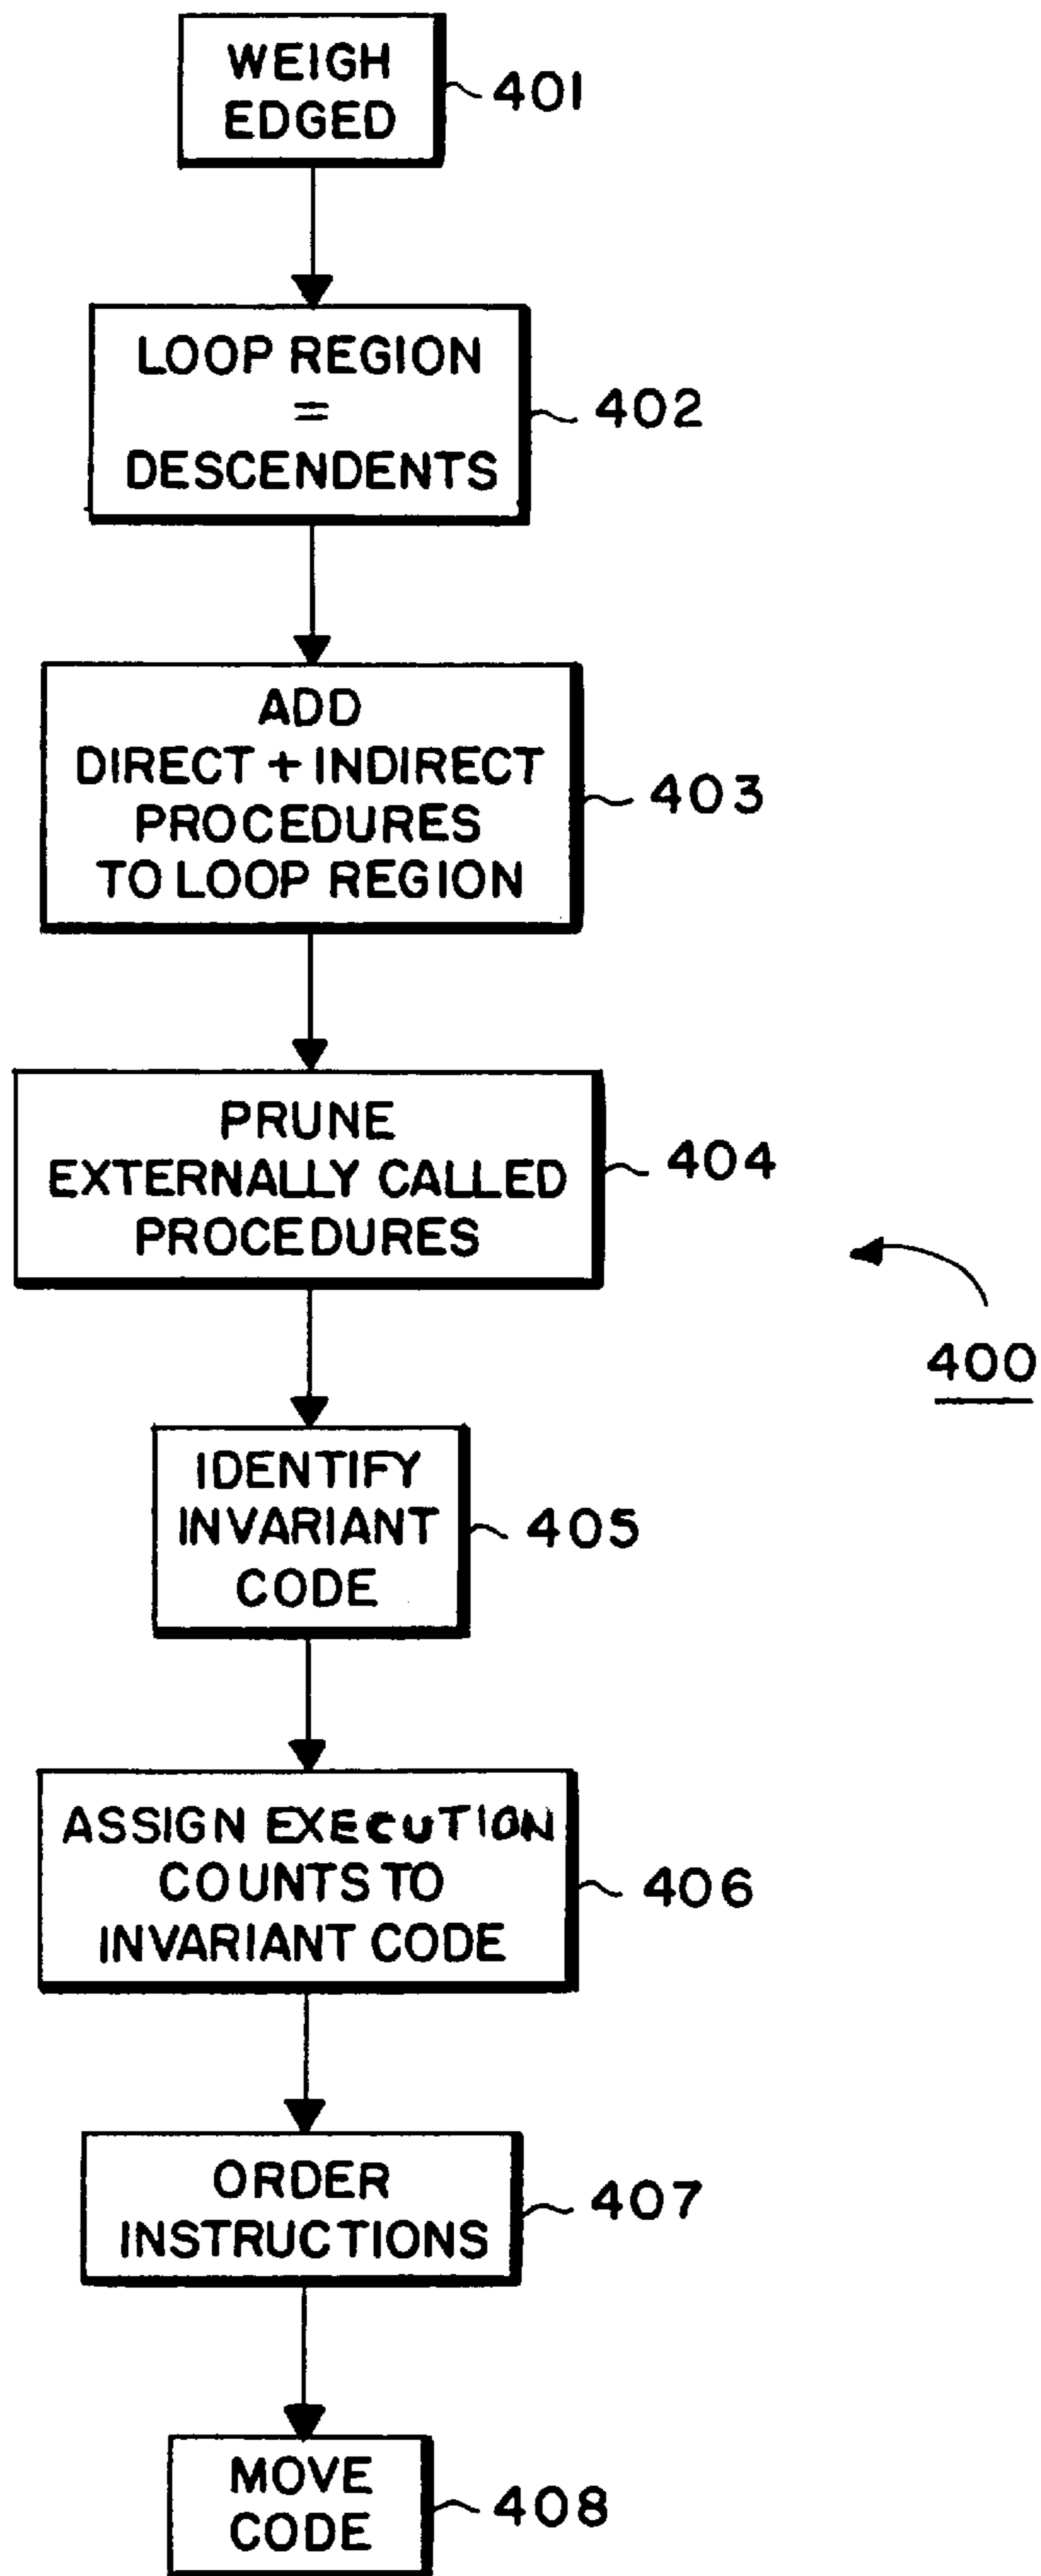 WEIGH
EDGED
401
LOOP REGION
=
DESCENDENTS
402
ADD
DIRECT + INDIRECT
PROCEDURES
TO LOOP REGION
403
PRUNE
EXTERNALLY CALLED
PROCEDURES
404
400
IDENTIFY
INVARIANT
CODE
405
ASSIGN EXECUTION
COUNTS TO
INVARIANT CODE
406
ORDER
INSTRUCTIONS
407
MOVE
CODE
408